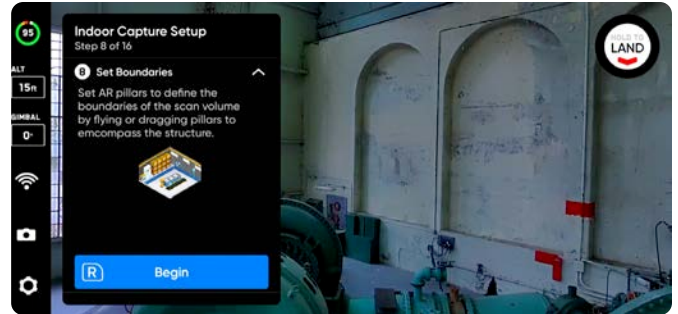 95
ALT
15ft
GIMBAL
0°
Indoor Capture Setup
Step 8 of 16
8 Set Boundaries
Set AR pillars to define the
boundaries of the scan volume
by flying or dragging pillars to
emcompass the structure.
R Begin
HOLD TO
LAND